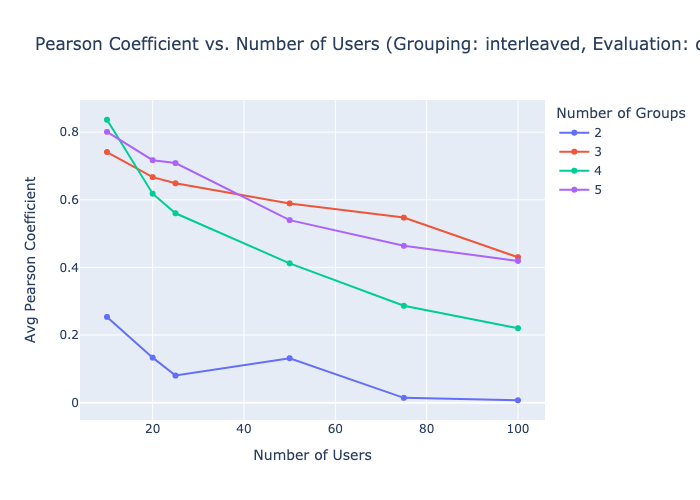 Pearson Coefficient vs. Number of Users (Grouping: interleaved, Evaluation:
Number of Groups
2
3
4
5
Avg Pearson Coefficient
0.8
0.6
0.4
0.2
0
20 40 60 80 100
Number of Users